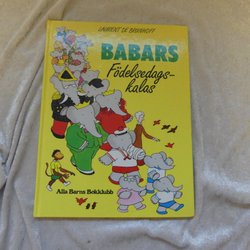 LAURENT DE BRUNHOFF
BABARS
Födelsedags-
kalas
Alla Barns Bokklubb